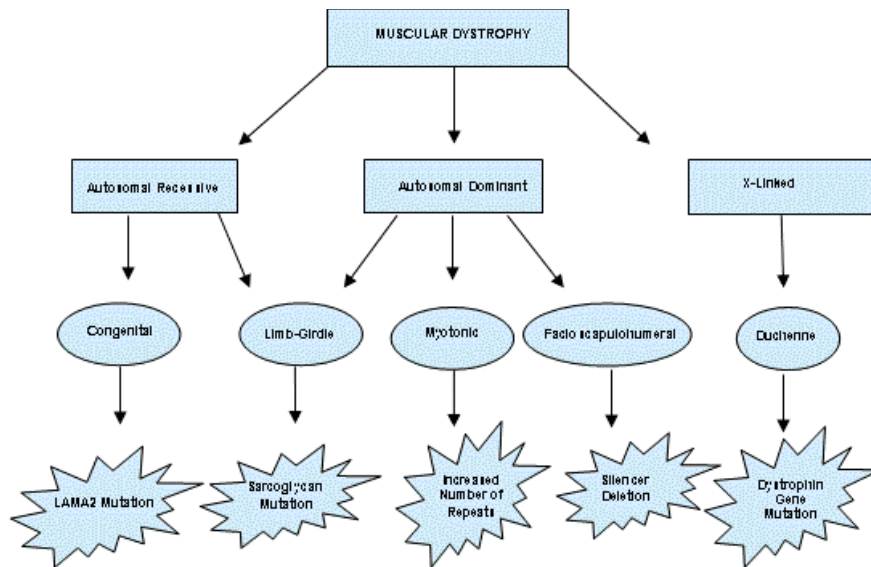 MUSCULAR DYSTROPHY
Autosomal Recessive
Autosomal Dominant
X-Linked
Congenital
Limb-Girdle
Myotonic
Facioscapulohumeral
Duchenne
LAMA2 Mutation
Sarcoglycan
Mutation
Increased
Number of
Repeats
Silencer
Deletion
Dystrophin
Gene
Mutation